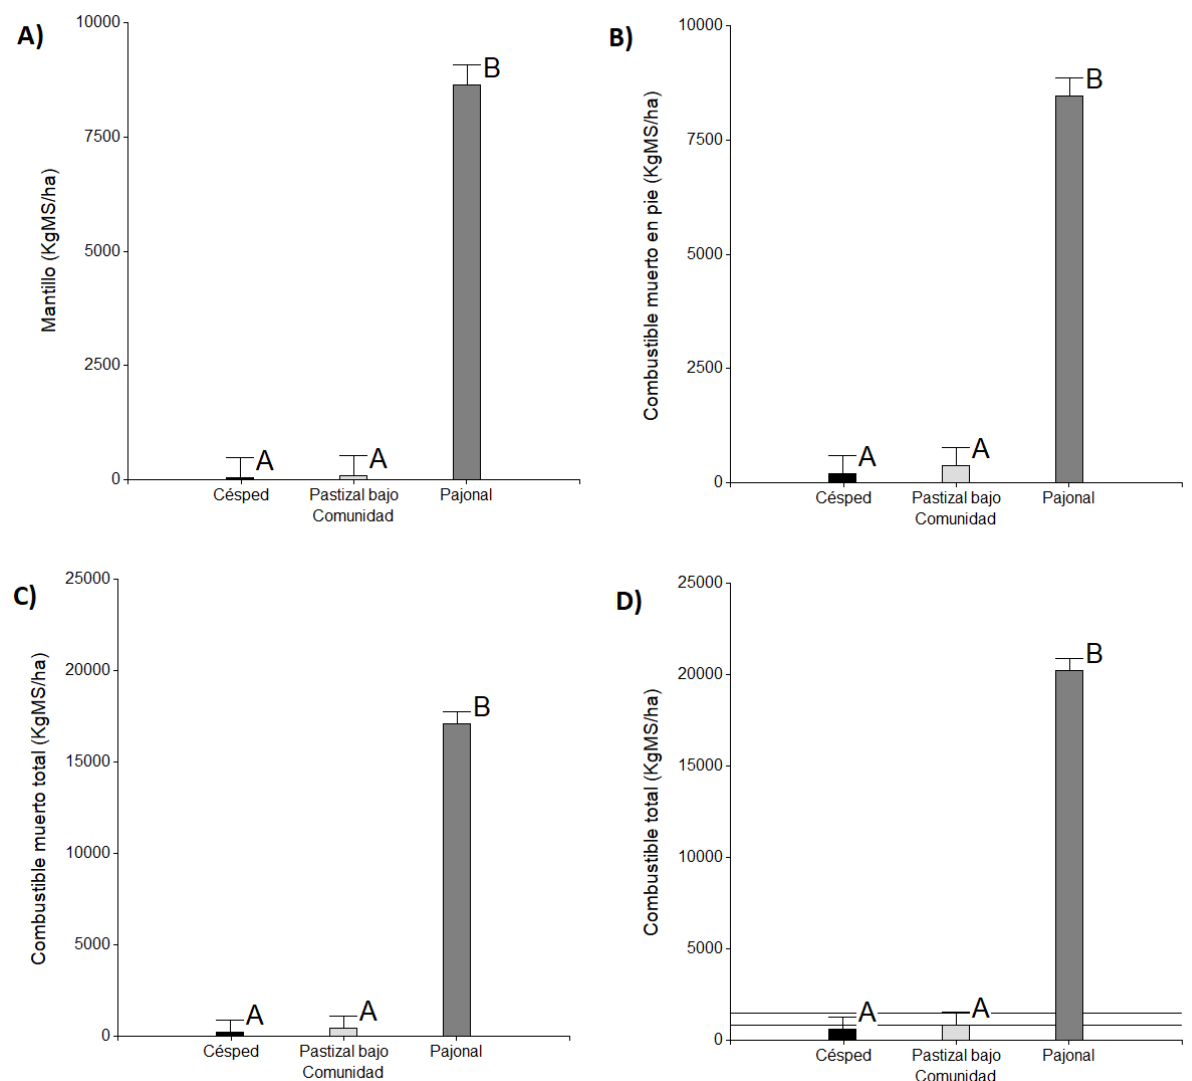 A)
Mantillo (KgMS/ha)
10000
7500
5000
2500
0
A
A
B
Césped
Pastizal bajo
Pajonal
Comunidad
B)
Combustible muerto en pie (KgMS/ha)
10000
7500
5000
2500
0
A
A
B
Césped
Pastizal bajo
Pajonal
Comunidad
C)
Combustible muerto total (KgMS/ha)
25000
20000
15000
10000
5000
0
A
A
B
Césped
Pastizal bajo
Pajonal
Comunidad
D)
Combustible total (KgMS/ha)
25000
20000
15000
10000
5000
0
A
A
B
Césped
Pastizal bajo
Pajonal
Comunidad